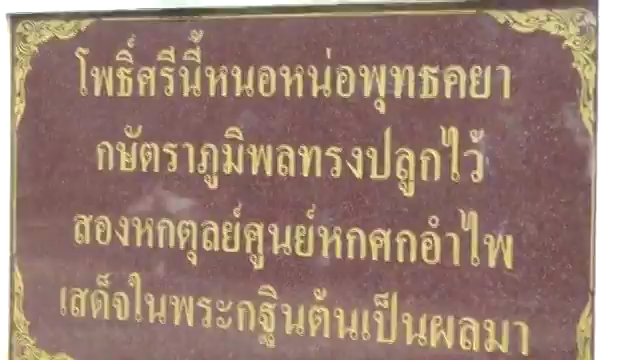 โพธิ์ศรีนี้หนอหน่อพุทธคยา
กษัตราภูมิพลทรงปลูกไว้
สองหกตุลย์ศูนย์หกศกอำไพ
เสด็จในพระกฐินต้นเป็นผลมา